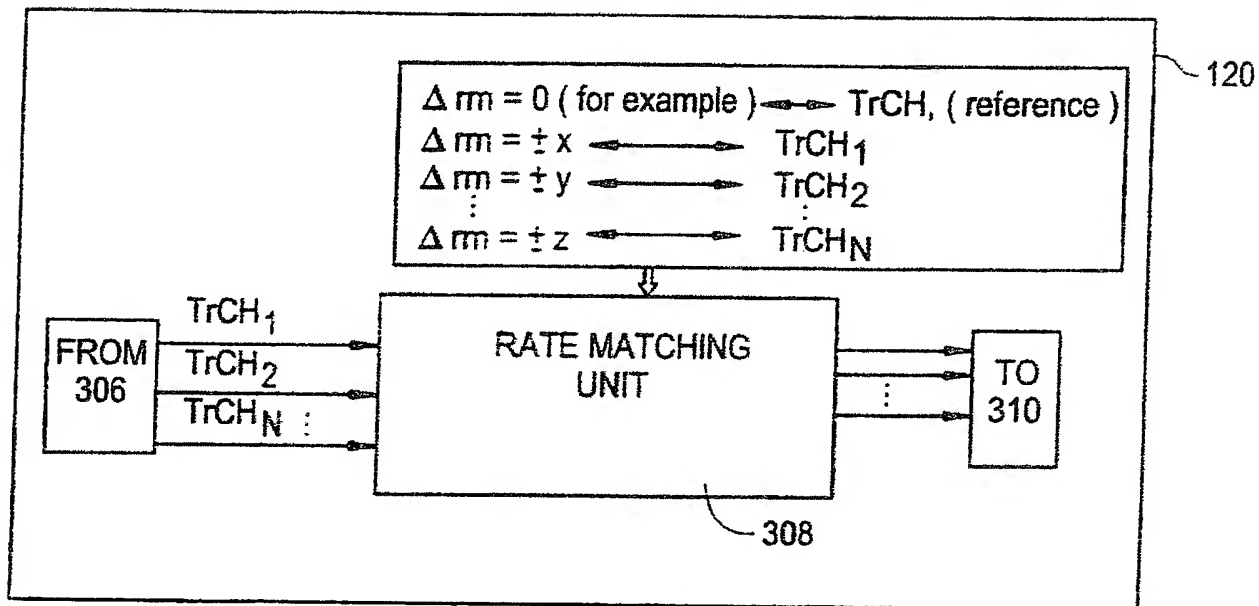 120
Δ rm = 0 ( for example ) ↔ TrCH, ( reference )
Δ rm = ± x ↔ TrCH1
Δ rm = ± y ↔ TrCH2
⋮ ⋮
Δ rm = ± z ↔ TrCHN
FROM
306
TrCH1
TrCH2
TrCHN ⋮
RATE MATCHING
UNIT
⋮
TO
310
308